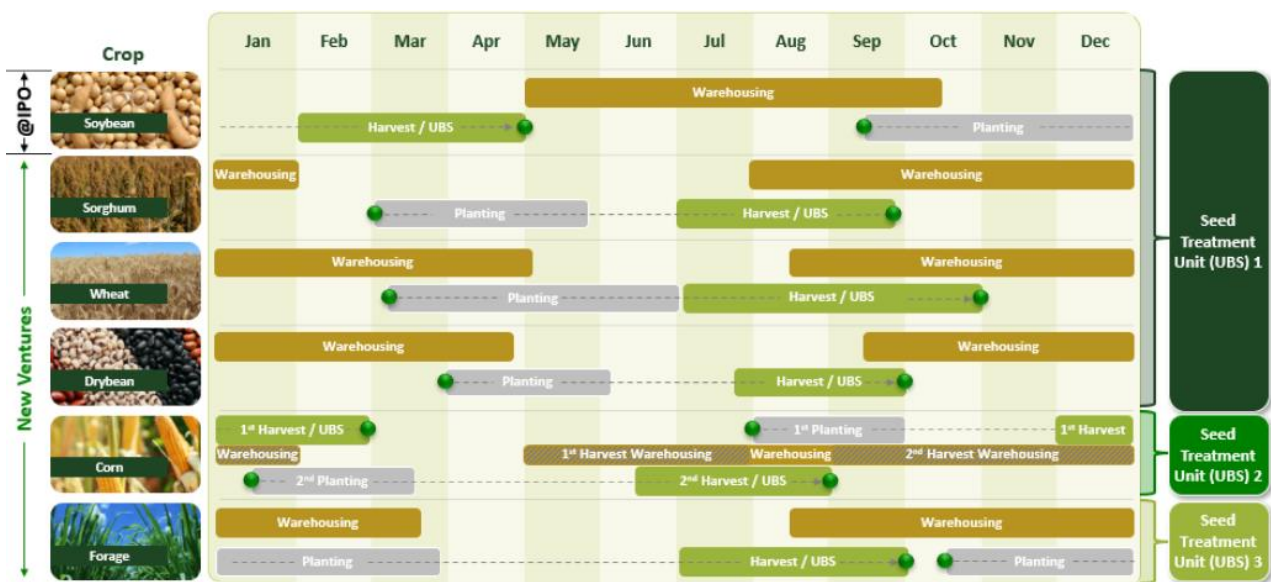 Crop
Jan Feb Mar Apr May Jun Jul Aug Sep Oct Nov Dec
@IPO
Soybean
Warehousing
Harvest / UBS
Planting
New Ventures
Sorghum
Warehousing
Warehousing
Planting
Harvest / UBS
Wheat
Warehousing
Warehousing
Planting
Harvest / UBS
Drybean
Warehousing
Warehousing
Planting
Harvest / UBS
Corn
1st Harvest / UBS
1st Planting
1st Harvest
Warehousing
1st Harvest Warehousing
Warehousing
2nd Harvest Warehousing
2nd Planting
2nd Harvest / UBS
Forage
Warehousing
Warehousing
Planting
Harvest / UBS
Planting
Seed
Treatment
Unit (UBS) 1
Seed
Treatment
Unit (UBS) 2
Seed
Treatment
Unit (UBS) 3